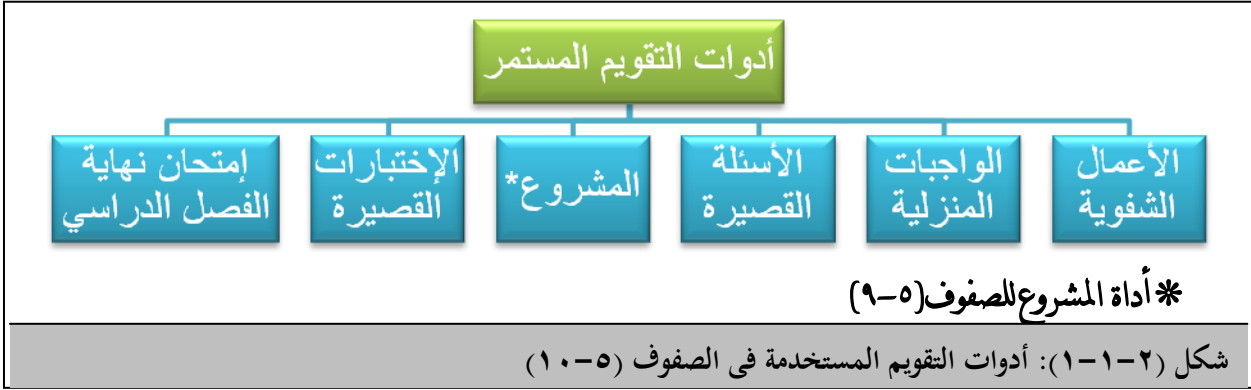 أدوات التقويم المستمر
الأعمال
الشفوية
الواجبات
المنزلية
الأسئلة
القصيرة
المشروع*
الإختبارات
القصيرة
إمتحان نهاية
الفصل الدراسي
* أداة المشروع للصفوف(٥-٩)
شكل (٢-١-١): أدوات التقويم المستخدمة فى الصفوف (٥-١٠)